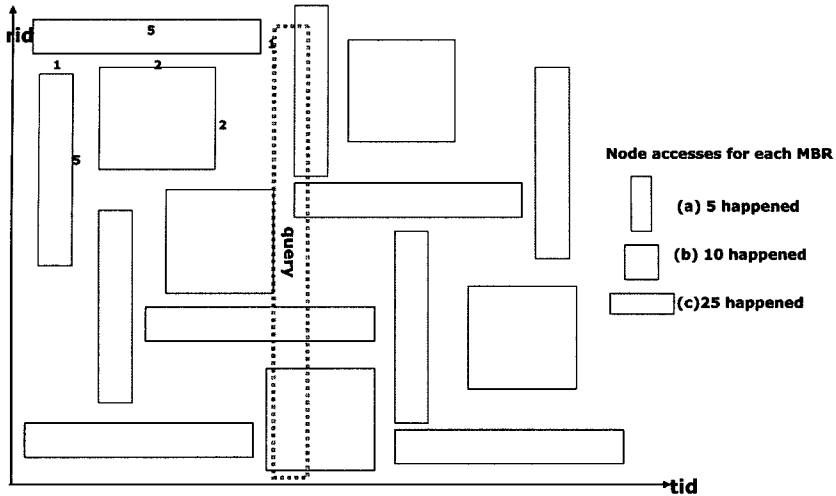 rid
5
1
2
2
5
query
Node accesses for each MBR
(a) 5 happened
(b) 10 happened
(c)25 happened
tid